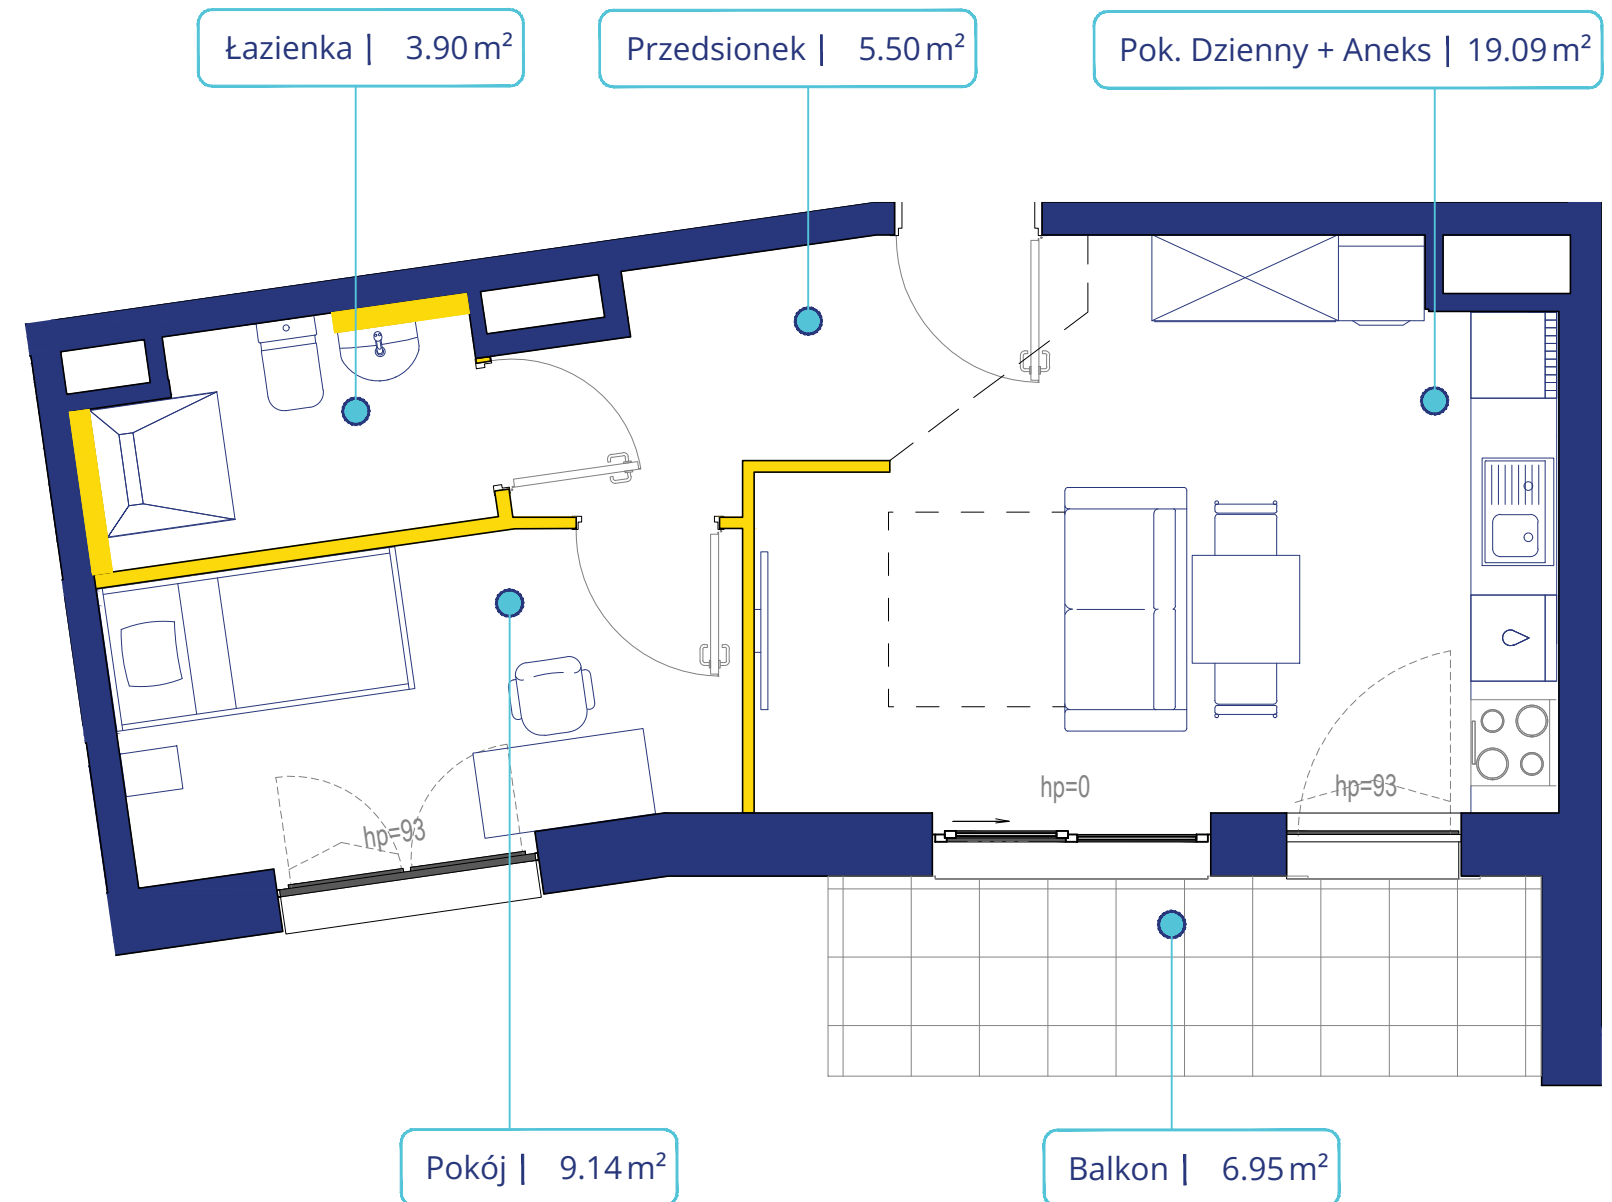 Łazienka | 3.90 m²
Przedsionek | 5.50 m²
Pok. Dzienny + Aneks | 19.09 m²
hp=0
hp=93
hp=93
Pokój | 9.14 m²
Balkon | 6.95 m²